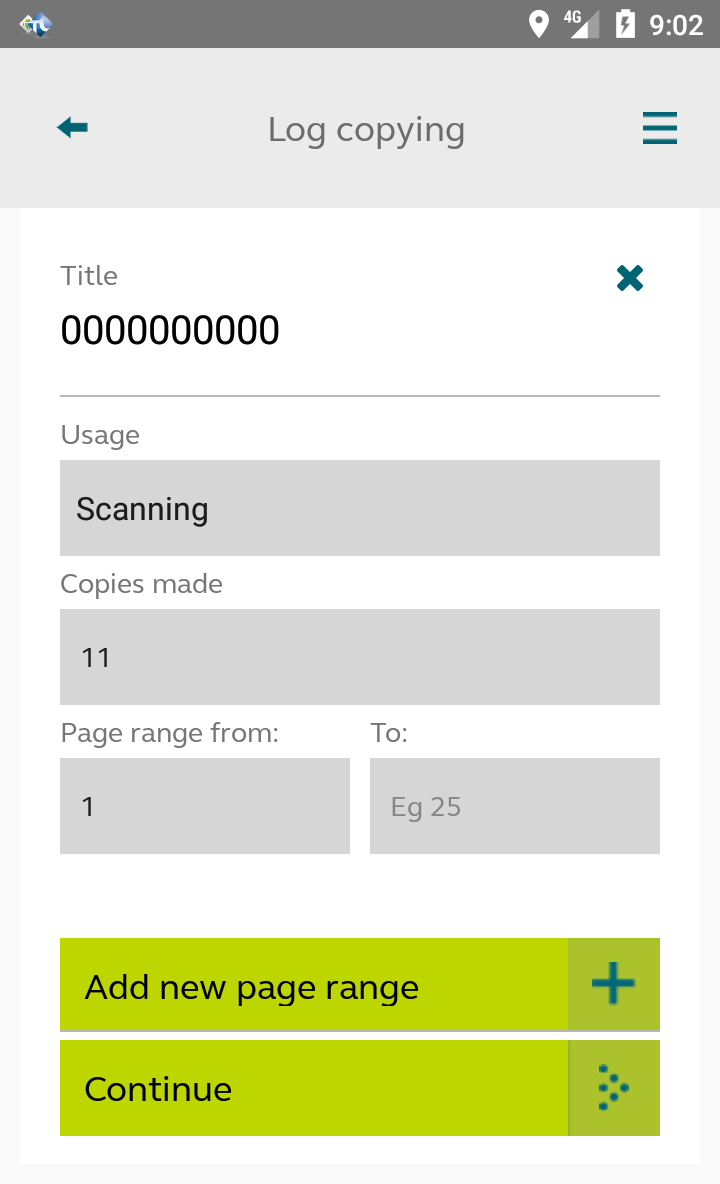 4G 9:02
Log copying
Title
0000000000
Usage
Scanning
Copies made
11
Page range from: To:
1 Eg 25
Add new page range
Continue